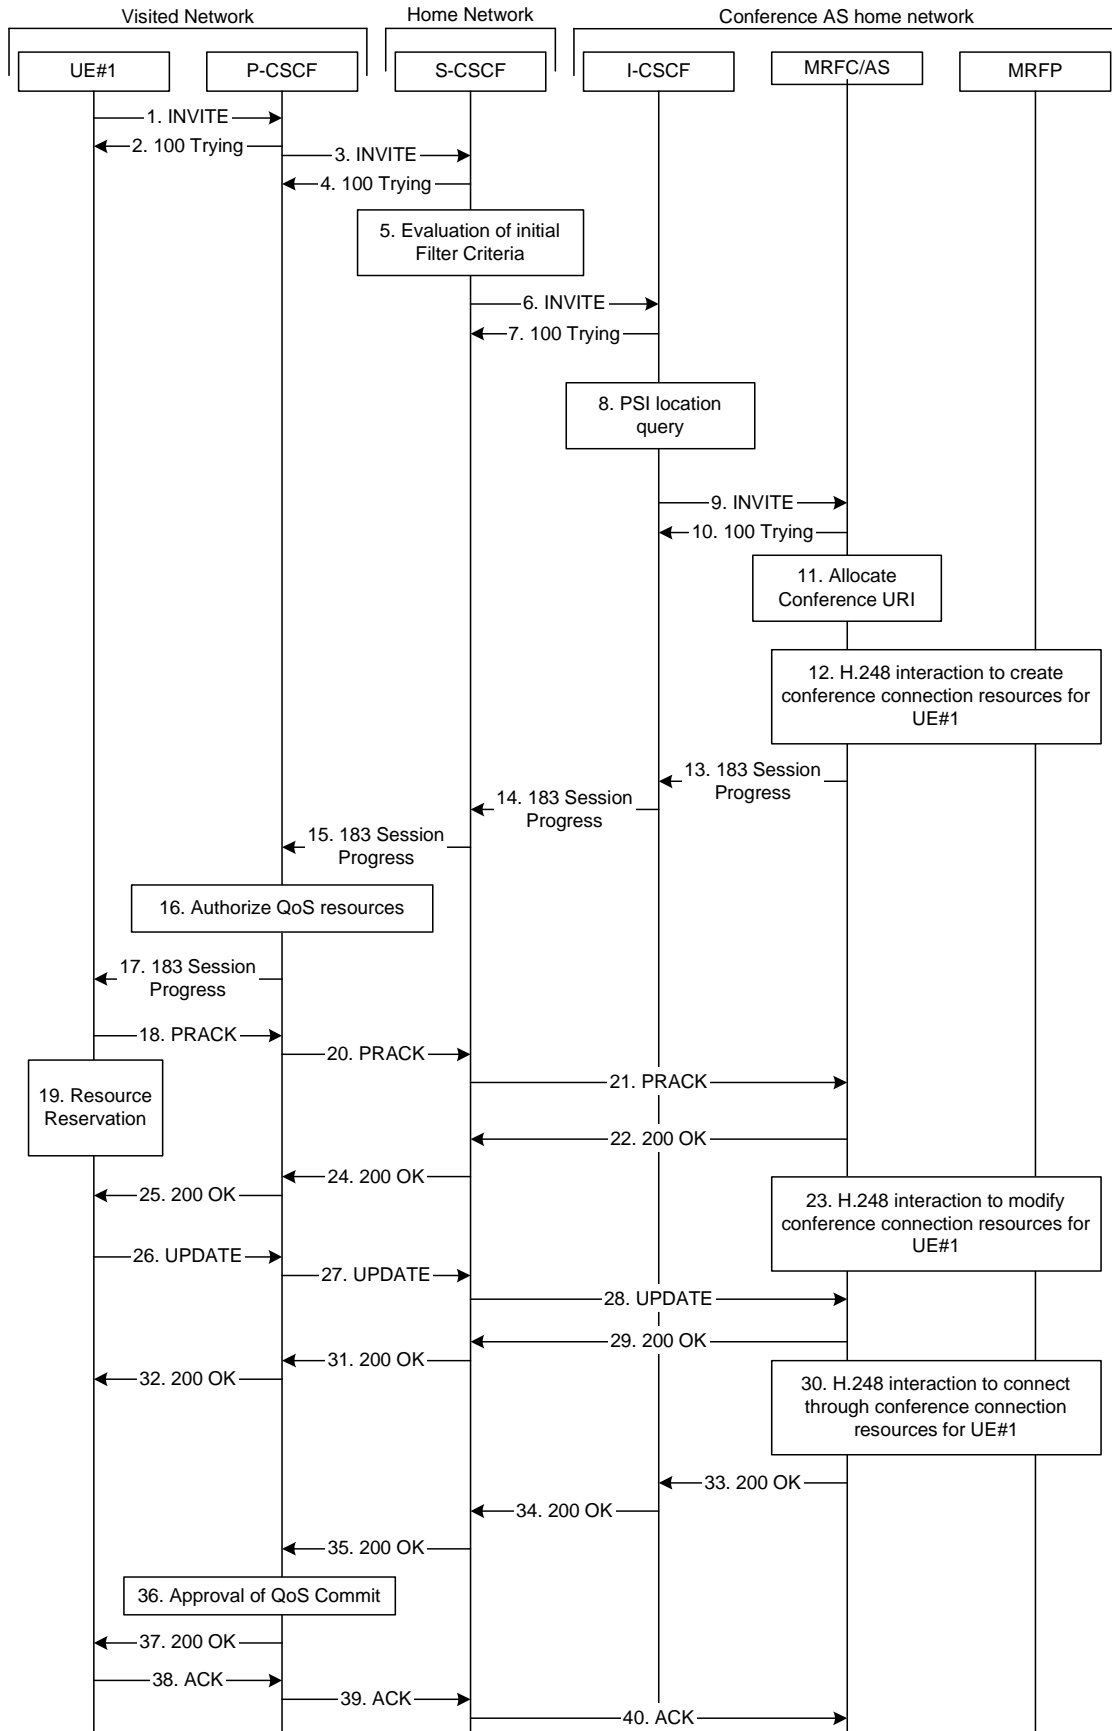 Visited Network
Home Network
Conference AS home network
UE#1
P-CSCF
S-CSCF
I-CSCF
MRFC/AS
MRFP
1. INVITE
2. 100 Trying
3. INVITE
4. 100 Trying
5. Evaluation of initial
Filter Criteria
6. INVITE
7. 100 Trying
8. PSI location
query
9. INVITE
10. 100 Trying
11. Allocate
Conference URI
12. H.248 interaction to create
conference connection resources for
UE#1
13. 183 Session
Progress
14. 183 Session
Progress
15. 183 Session
Progress
16. Authorize QoS resources
17. 183 Session
Progress
18. PRACK
20. PRACK
19. Resource
Reservation
21. PRACK
22. 200 OK
24. 200 OK
25. 200 OK
23. H.248 interaction to modify
conference connection resources for
UE#1
26. UPDATE
27. UPDATE
28. UPDATE
29. 200 OK
31. 200 OK
32. 200 OK
30. H.248 interaction to connect
through conference connection
resources for UE#1
33. 200 OK
34. 200 OK
35. 200 OK
36. Approval of QoS Commit
37. 200 OK
38. ACK
39. ACK
40. ACK